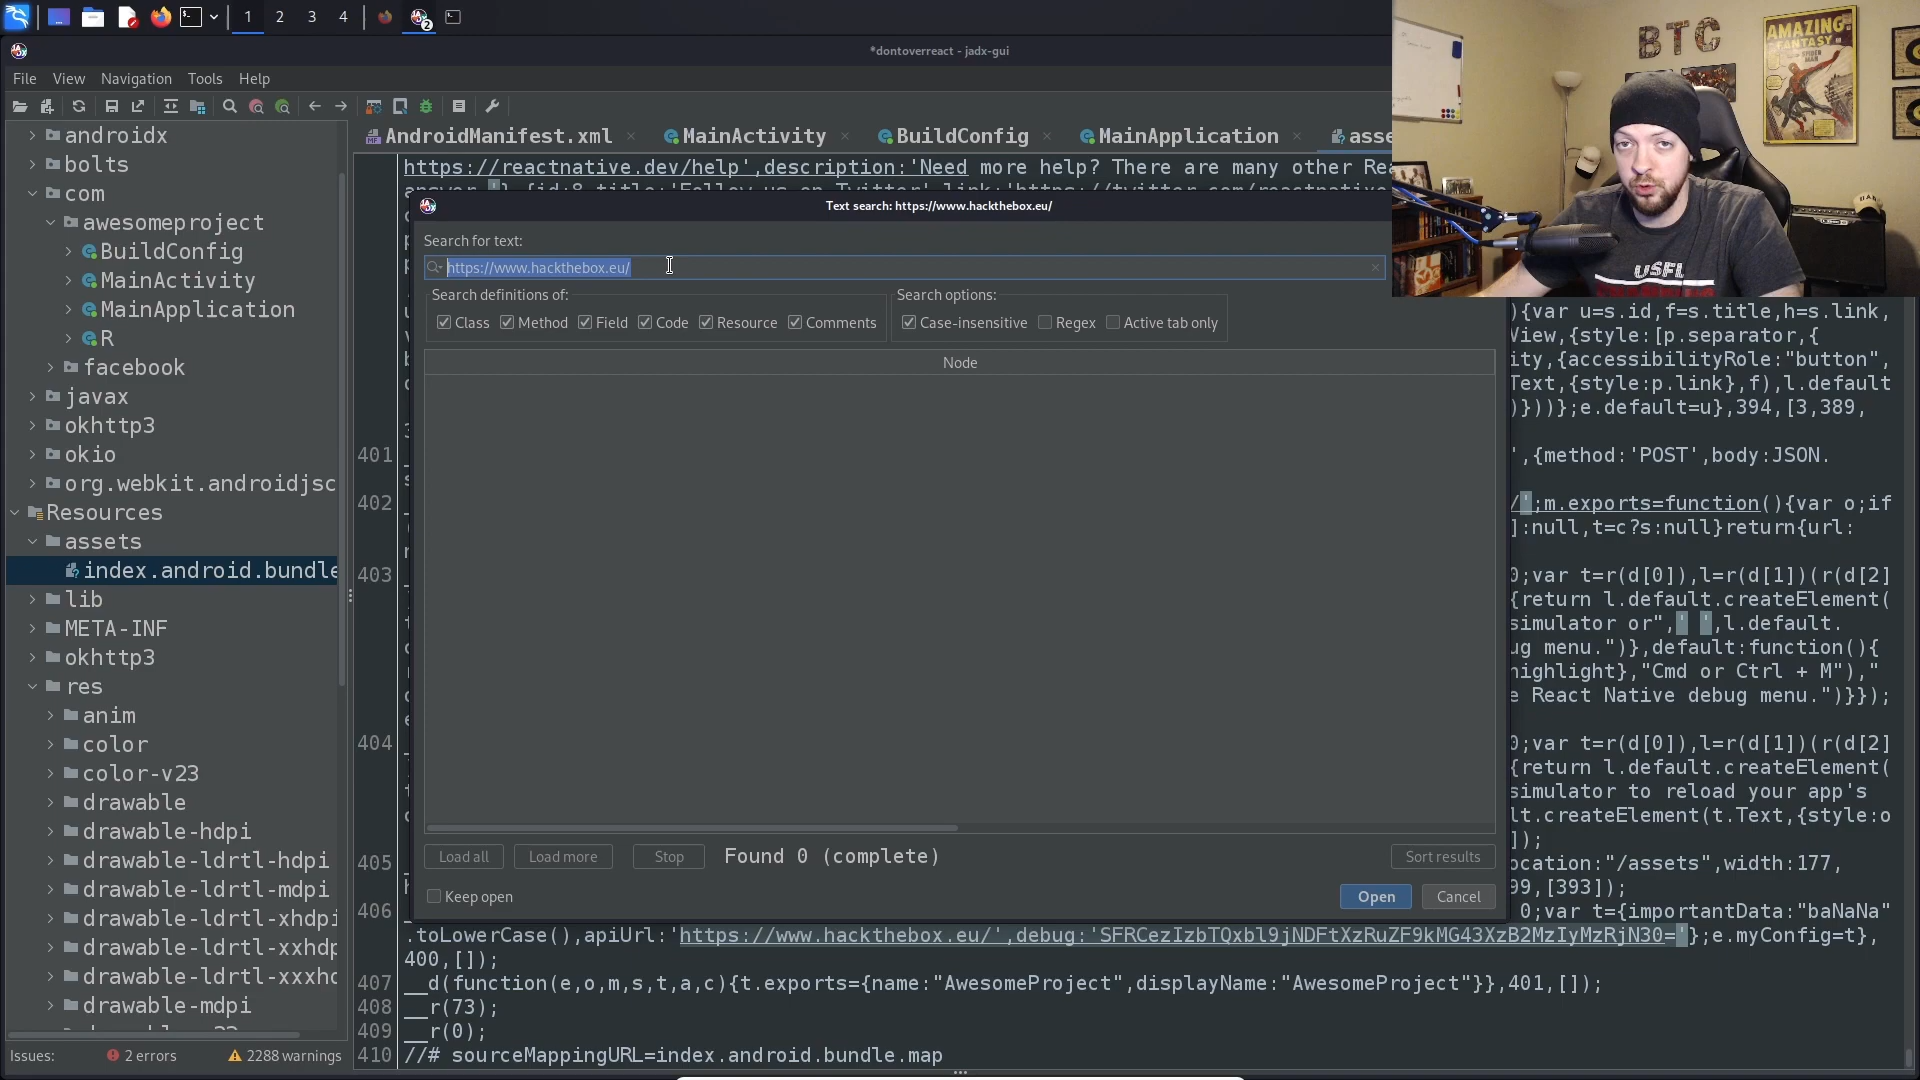 1 2 3 4 2
*dontoverreact - jadx-gui
File View Navigation Tools Help
androidx
bolts
com
awesomeproject
BuildConfig
MainActivity
MainApplication
R
facebook
javax
okhttp3
okio
org.webkit.androidjsc
Resources
assets
index.android.bundle
lib
META-INF
okhttp3
res
anim
color
color-v23
drawable
drawable-hdpi
drawable-ldrtl-hdpi
drawable-ldrtl-mdpi
drawable-ldrtl-xhdpi
drawable-ldrtl-xxhdp
drawable-ldrtl-xxxhd
drawable-mdpi
Issues: 2 errors 2288 warnings
AndroidManifest.xml × MainActivity × BuildConfig × MainApplication × asse
https://reactnative.dev/help',description:'Need more help? There are many other Rea
Text search: https://www.hackthebox.eu/
Search for text:
https://www.hackthebox.eu/
Search definitions of:
Class Method Field Code Resource Comments
Search options:
Case-insensitive Regex Active tab only
Node
Load all Load more Stop Found 0 (complete) Sort results
Keep open Open Cancel
BTC
AMAZING
FANTASY
USFL
){var u=s.id,f=s.title,h=s.link,
View,{style:[p.separator,{
ity,{accessibilityRole:"button",
Text,{style:p.link},f),l.default
)}))};e.default=u},394,[3,389,
401 ',{method:'POST',body:JSON.
402 /';m.exports=function(){var o;if
]:null,t=c?s:null}return{url:
403 0;var t=r(d[0]),l=r(d[1])(r(d[2]
{return l.default.createElement(
simulator or",' ',l.default.
ug menu.")},default:function(){
highlight},"Cmd or Ctrl + M"),"
e React Native debug menu.")}});
404 0;var t=r(d[0]),l=r(d[1])(r(d[2]
{return l.default.createElement(
simulator to reload your app's
lt.createElement(t.Text,{style:o
]);
405 ocation:"/assets",width:177,
99,[393]);
406 0;var t={importantData:"baNaNa"
.toLowerCase(),apiUrl:'https://www.hackthebox.eu/',debug:'SFRCezIzbTQxbl9jNDFtXzRuZF9kMG43XzB2MzIyMzRjN30='};e.myConfig=t},
400,[]);
407 __d(function(e,o,m,s,t,a,c){t.exports={name:"AwesomeProject",displayName:"AwesomeProject"}},401,[]);
408 __r(73);
409 __r(0);
410 //# sourceMappingURL=index.android.bundle.map